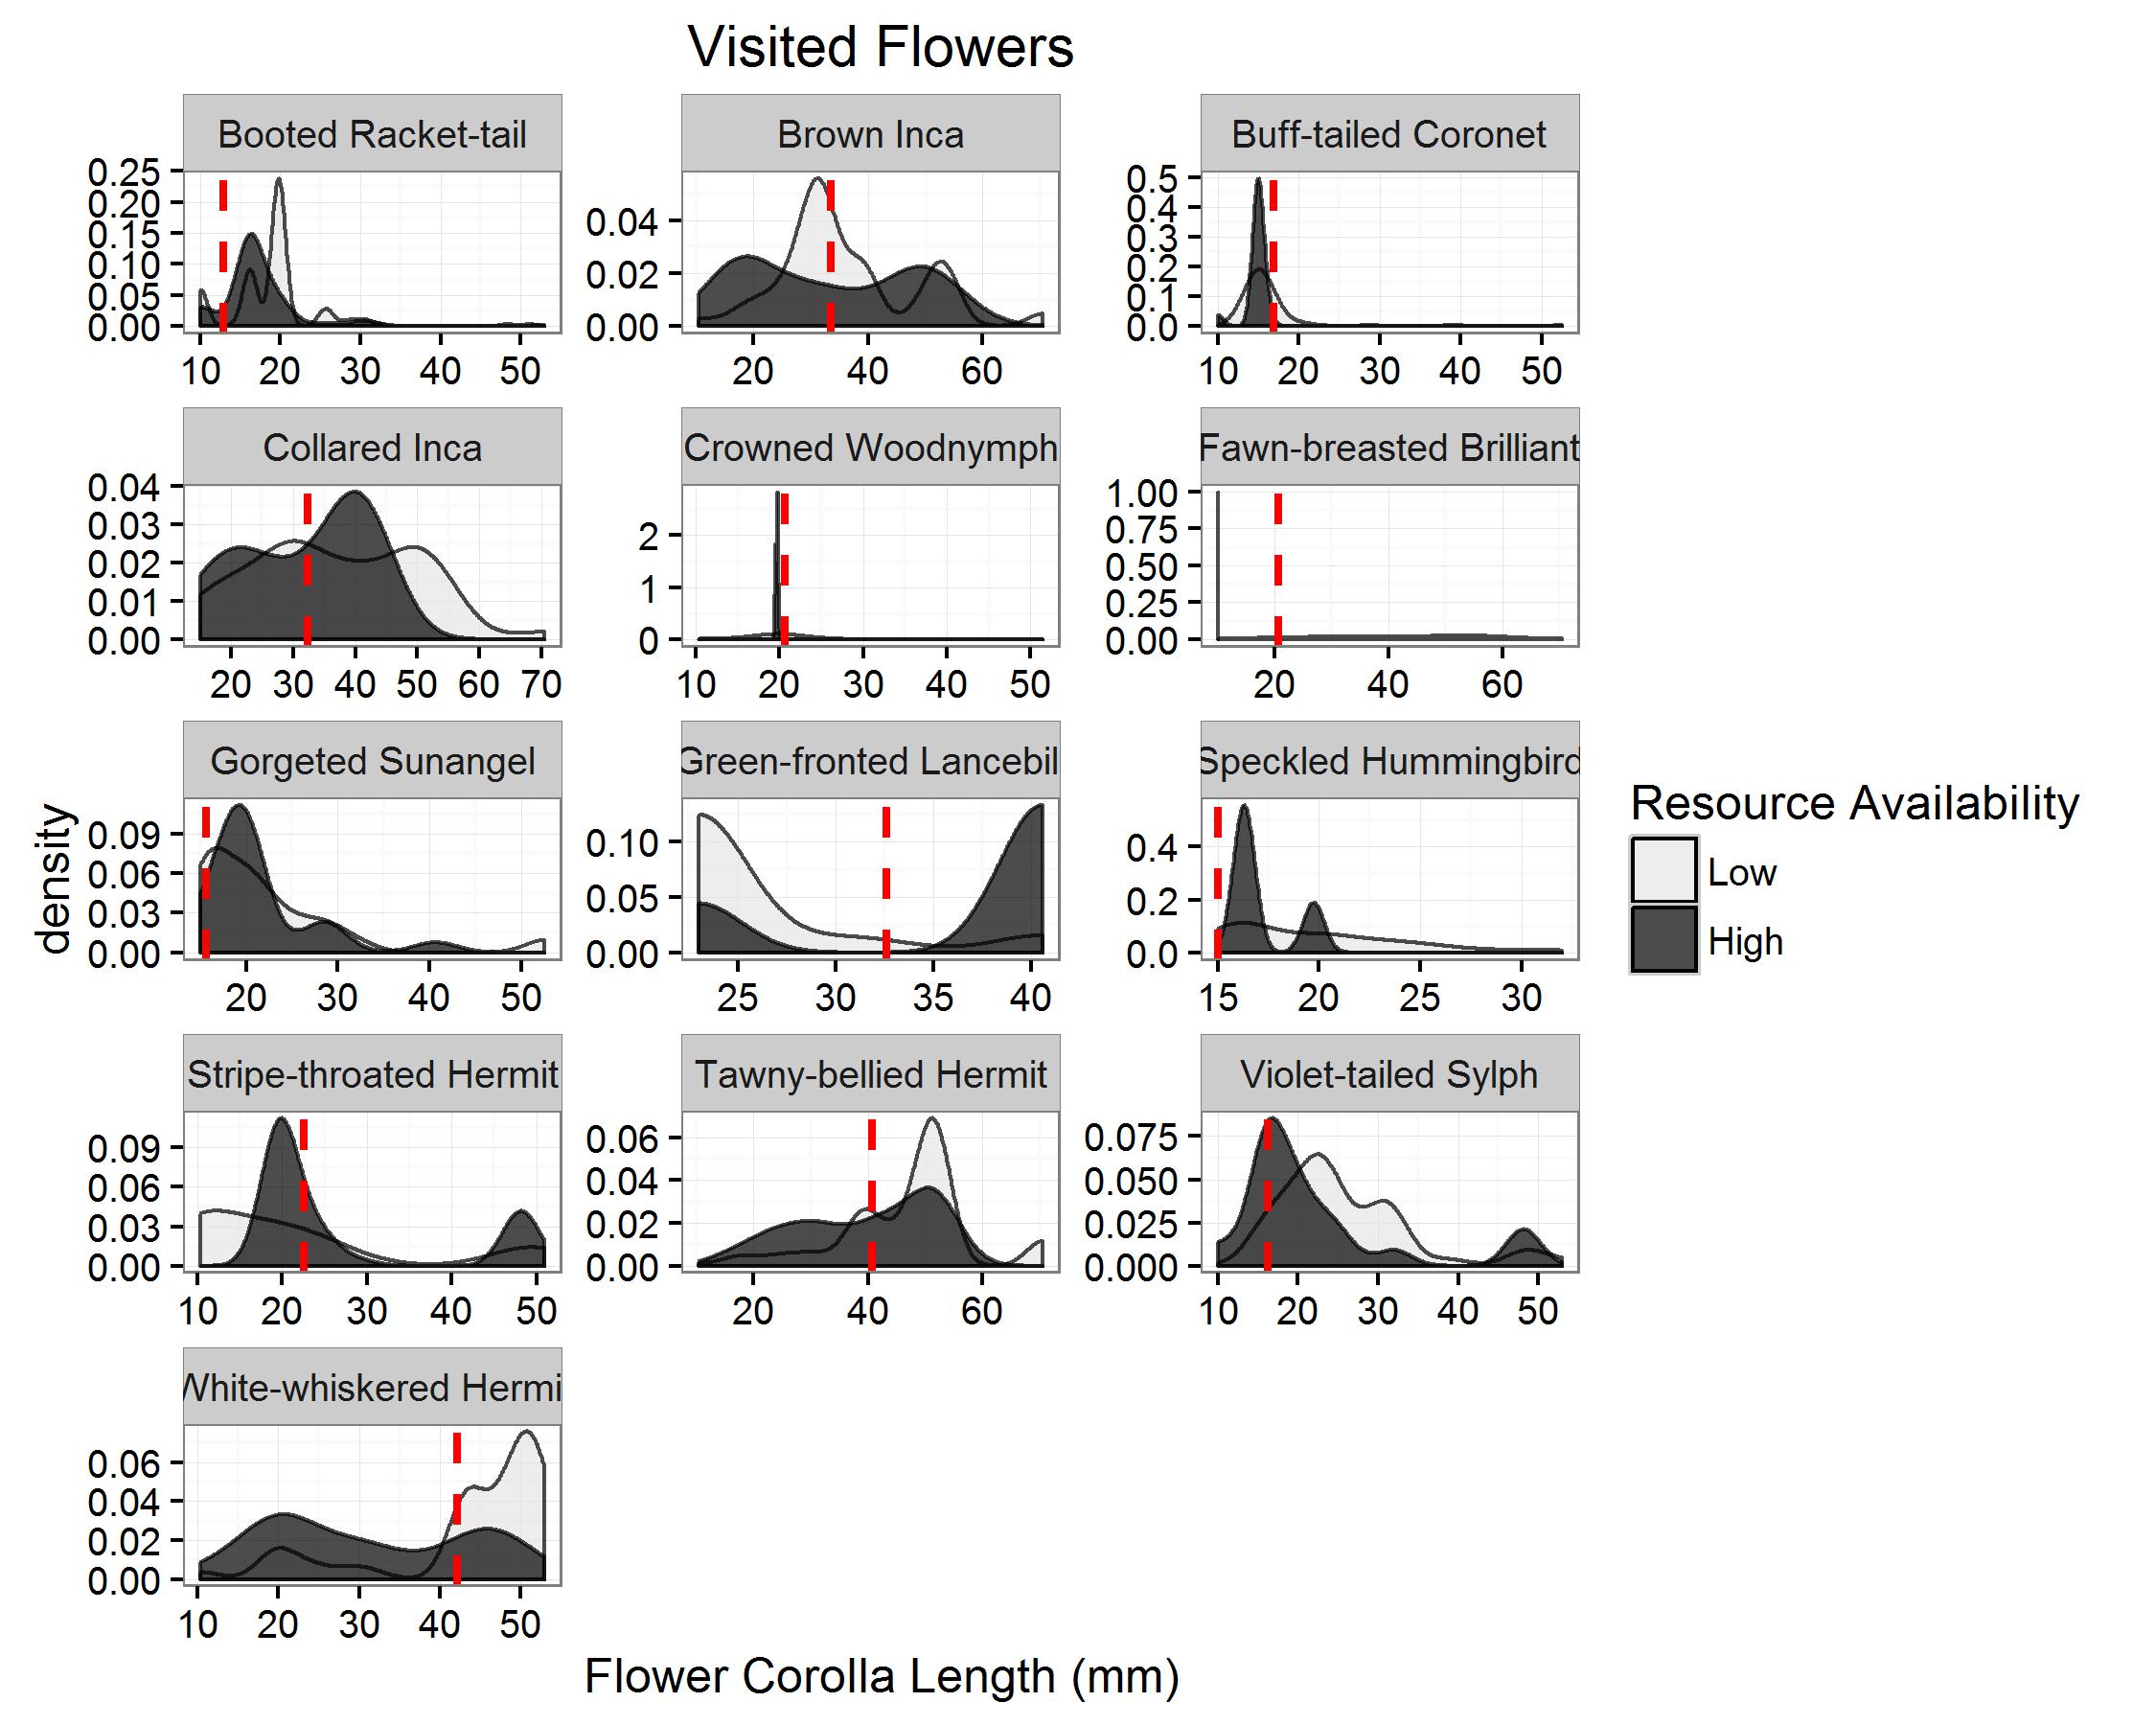 Visited Flowers
Booted Racket-tail
0.25
0.20
0.15
0.10
0.05
0.00
10 20 30 40 50
Brown Inca
0.04
0.02
0.00
20 40 60
Buff-tailed Coronet
0.5
0.4
0.3
0.2
0.1
0.0
10 20 30 40 50
Collared Inca
0.04
0.03
0.02
0.01
0.00
20 30 40 50 60 70
Crowned Woodnymph
2
1
0
10 20 30 40 50
Fawn-breasted Brilliant
1.00
0.75
0.50
0.25
0.00
20 40 60
Gorgeted Sunangel
0.09
0.06
0.03
0.00
20 30 40 50
Green-fronted Lancebil
0.10
0.05
0.00
25 30 35 40
Speckled Hummingbird
0.4
0.2
0.0
15 20 25 30
Stripe-throated Hermit
0.09
0.06
0.03
0.00
10 20 30 40 50
Tawny-bellied Hermit
0.06
0.04
0.02
0.00
20 40 60
Violet-tailed Sylph
0.075
0.050
0.025
0.000
10 20 30 40 50
White-whiskered Hermi
0.06
0.04
0.02
0.00
10 20 30 40 50
density
Flower Corolla Length (mm)
Resource Availability
Low
High